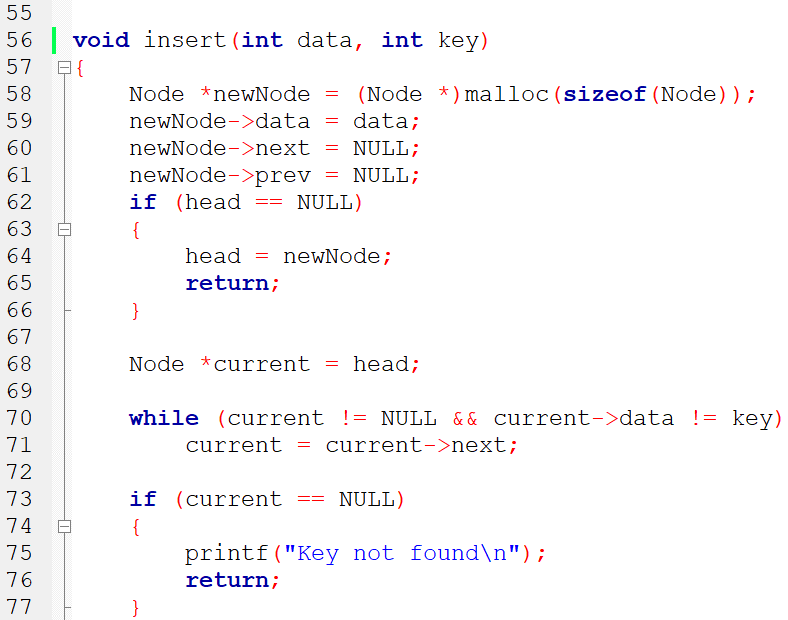 55
56 void insert(int data, int key)
57 {
58 Node *newNode = (Node *)malloc(sizeof(Node));
59 newNode->data = data;
60 newNode->next = NULL;
61 newNode->prev = NULL;
62 if (head == NULL)
63 {
64 head = newNode;
65 return;
66 }
67
68 Node *current = head;
69
70 while (current != NULL && current->data != key)
71 current = current->next;
72
73 if (current == NULL)
74 {
75 printf("Key not found\n");
76 return;
77 }